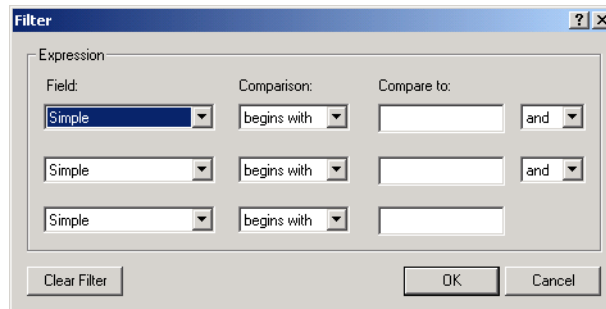 Filter
Expression
Field: Comparison: Compare to:
Simple begins with and
Simple begins with and
Simple begins with
Clear Filter OK Cancel